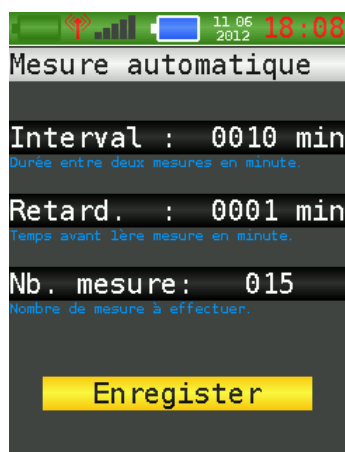 11 06
2012
18:08
Mesure automatique
Interval : 0010 min
Durée entre deux mesures en minute.
Retard. : 0001 min
Temps avant 1ère mesure en minute.
Nb. mesure: 015
Nombre de mesure à effectuer.
Enregister